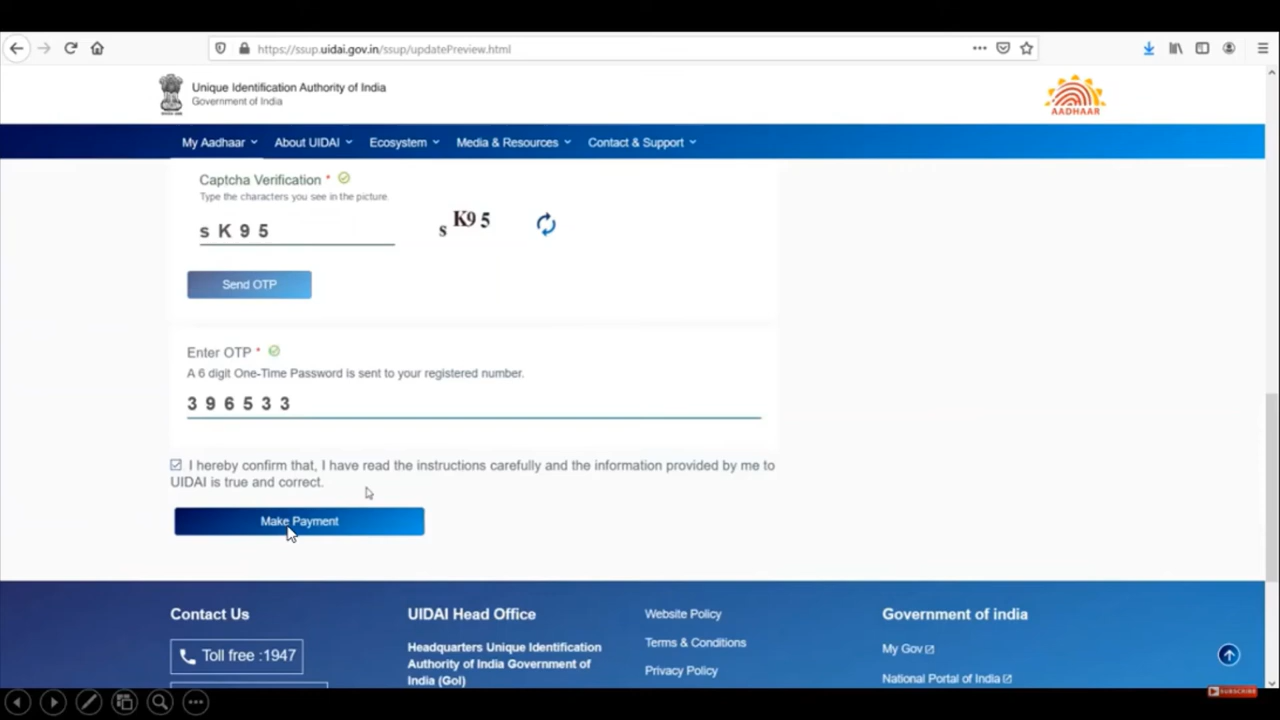 https://ssup.uidai.gov.in/ssup/updatePreview.html
Unique Identification Authority of India
Government of India
AADHAAR
My Aadhaar
About UIDAI
Ecosystem
Media & Resources
Contact & Support
Captcha Verification *
Type the characters you see in the picture.
s K 9 5
s K9 5
Send OTP
Enter OTP *
A 6 digit One-Time Password is sent to your registered number.
3 9 6 5 3 3
I hereby confirm that, I have read the instructions carefully and the information provided by me to
UIDAI is true and correct.
Make Payment
Contact Us
Toll free :1947
UIDAI Head Office
Headquarters Unique Identification
Authority of India Government of
India (GoI)
Website Policy
Terms & Conditions
Privacy Policy
Government of india
My Gov
National Portal of India
SUBSCRIBE